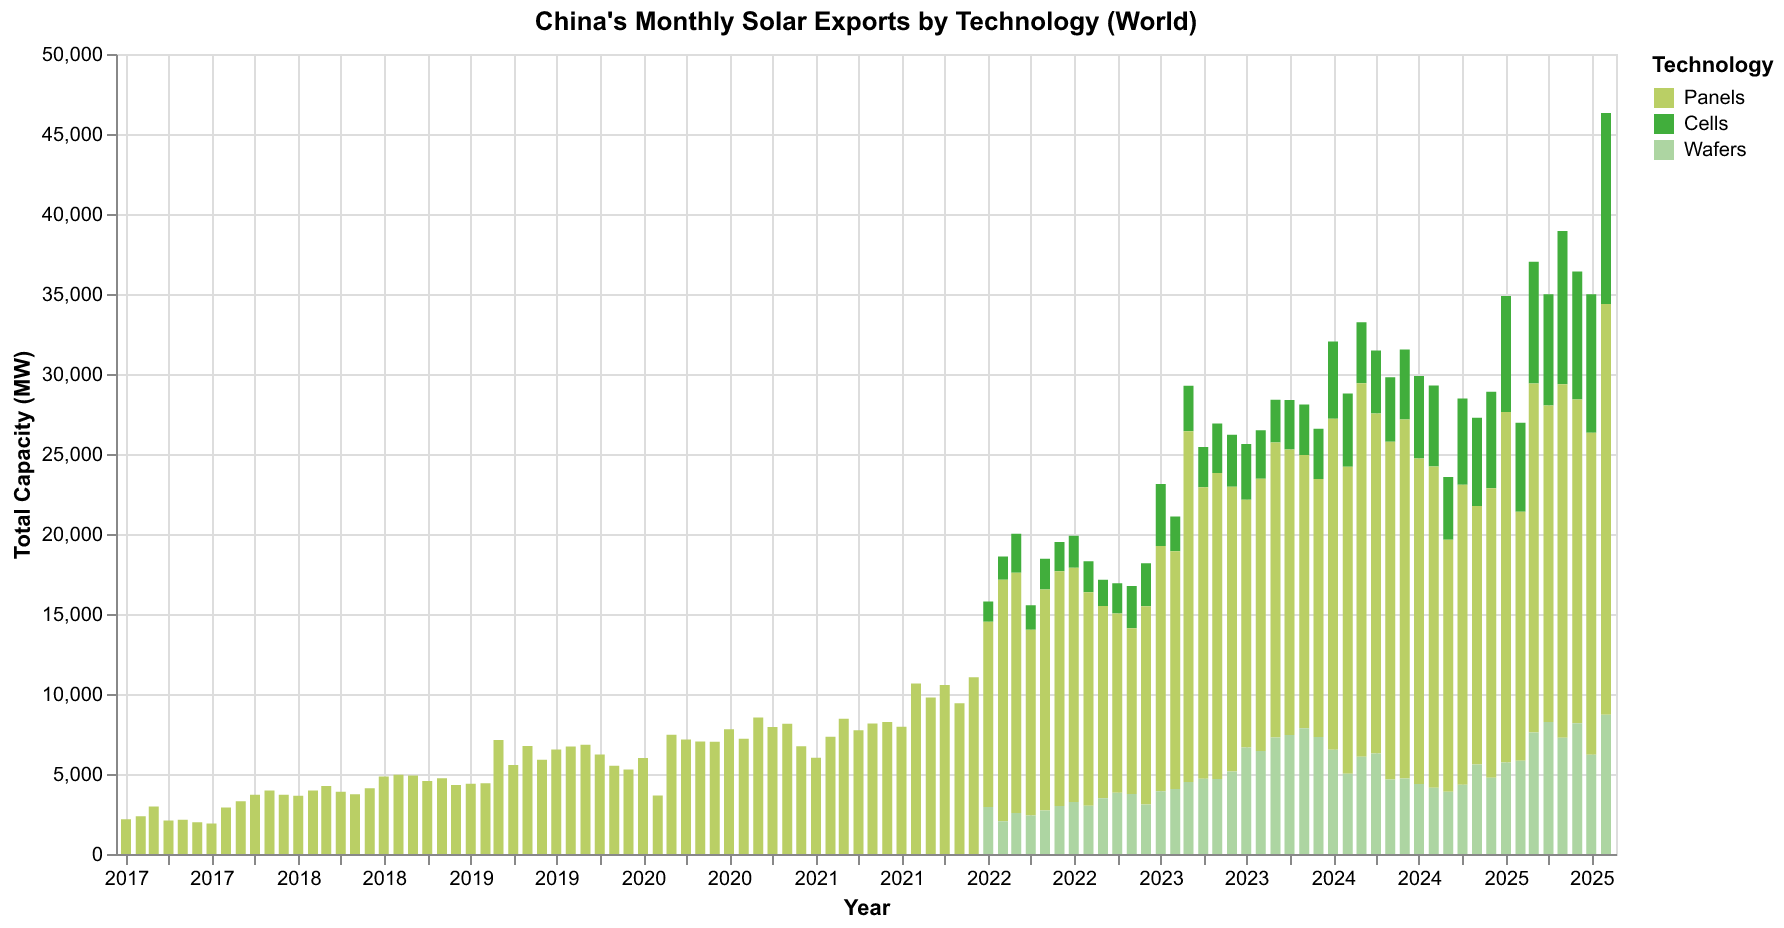 China's Monthly Solar Exports by Technology (World)
Technology
Panels
Cells
Wafers
Total Capacity (MW)
50,000
45,000
40,000
35,000
30,000
25,000
20,000
15,000
10,000
5,000
0
2017 2017 2018 2018 2019 2019 2020 2020 2021 2021 2022 2022 2023 2023 2024 2024 2025 2025
Year